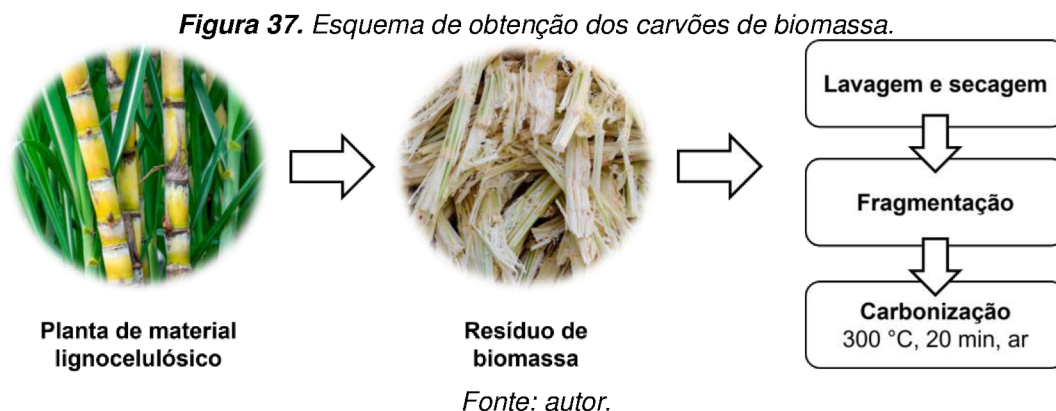 Figura 37. Esquema de obtenção dos carvões de biomassa.
Planta de material
lignocelulósico
Resíduo de
biomassa
Lavagem e secagem
Fragmentação
Carbonização
300 °C, 20 min, ar
Fonte: autor.